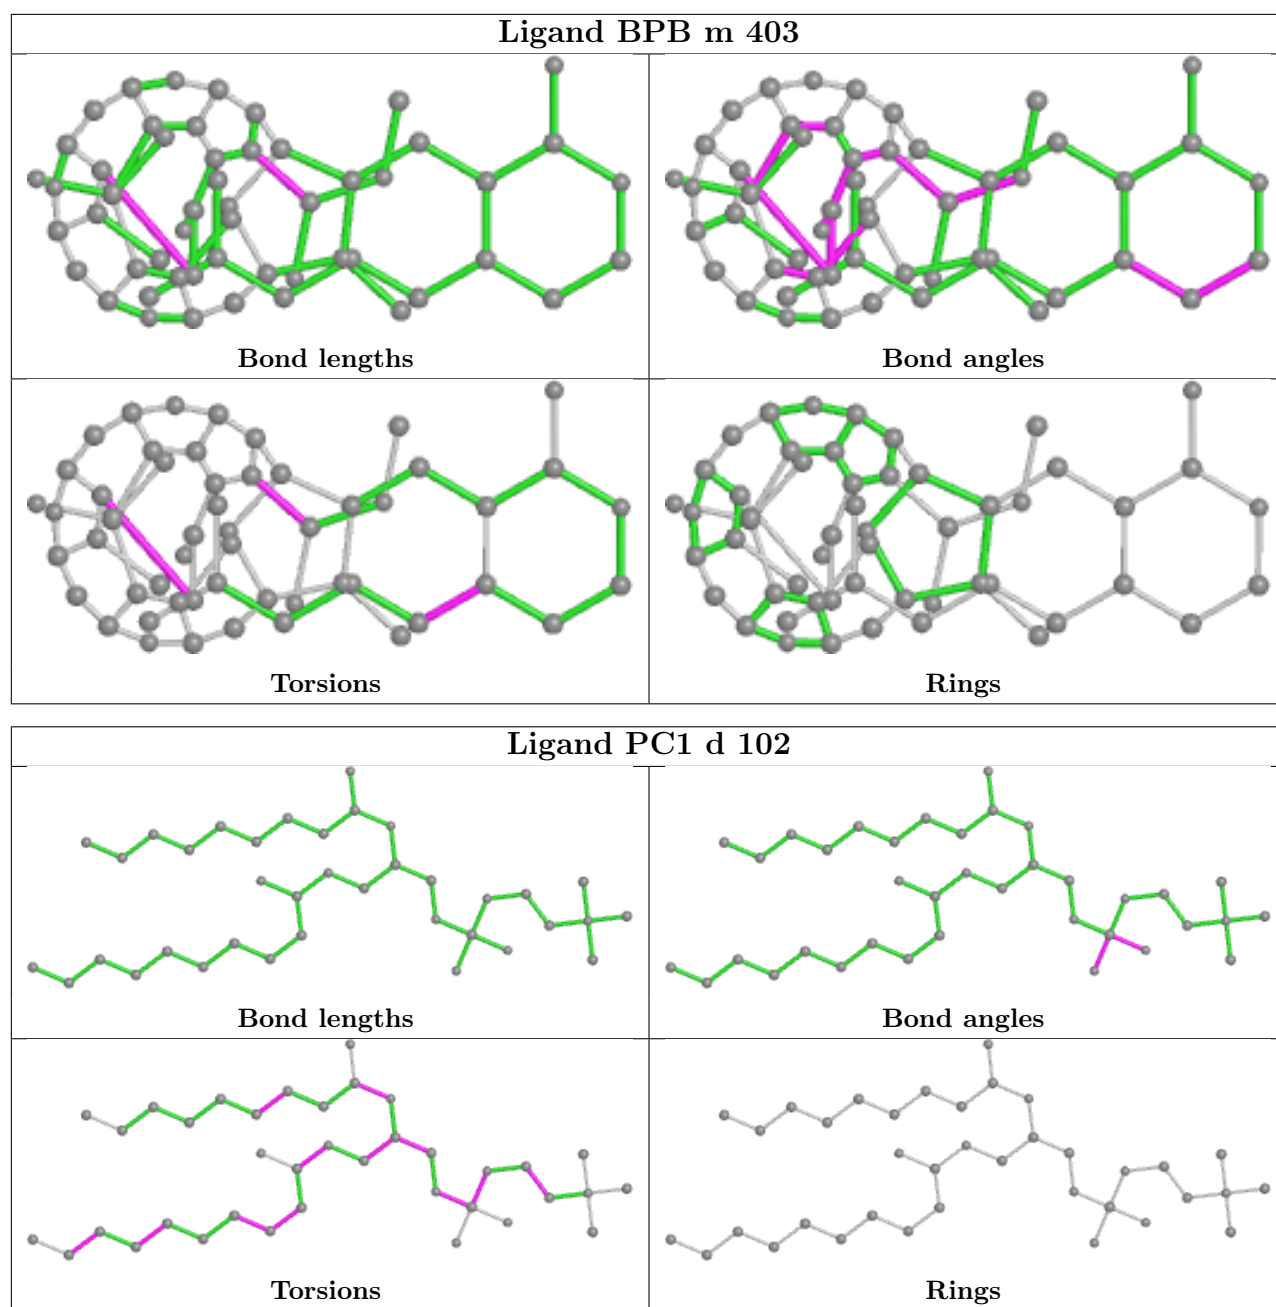 Ligand BPB m 403
Bond lengths
Bond angles
Torsions
Rings
Ligand PC1 d 102
Bond lengths
Bond angles
Torsions
Rings